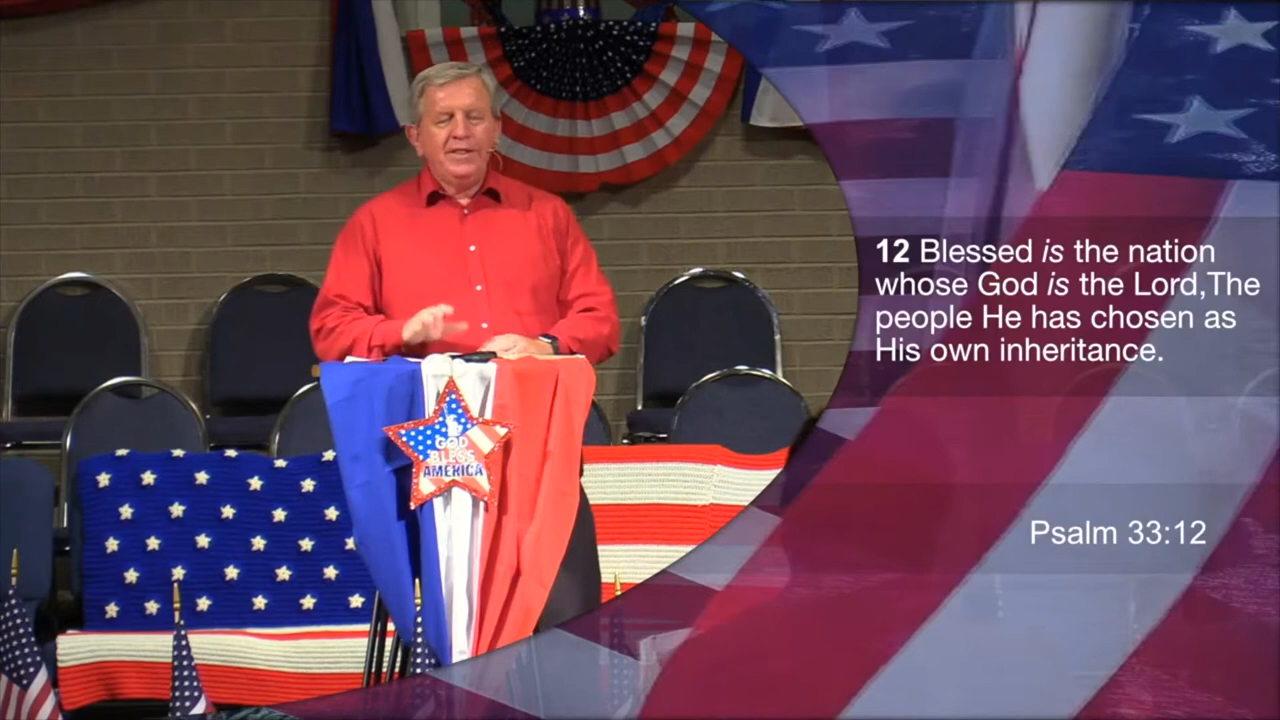 12 Blessed is the nation
whose God is the Lord,The
people He has chosen as
His own inheritance.
Psalm 33:12
GOD
BLESS
AMERICA